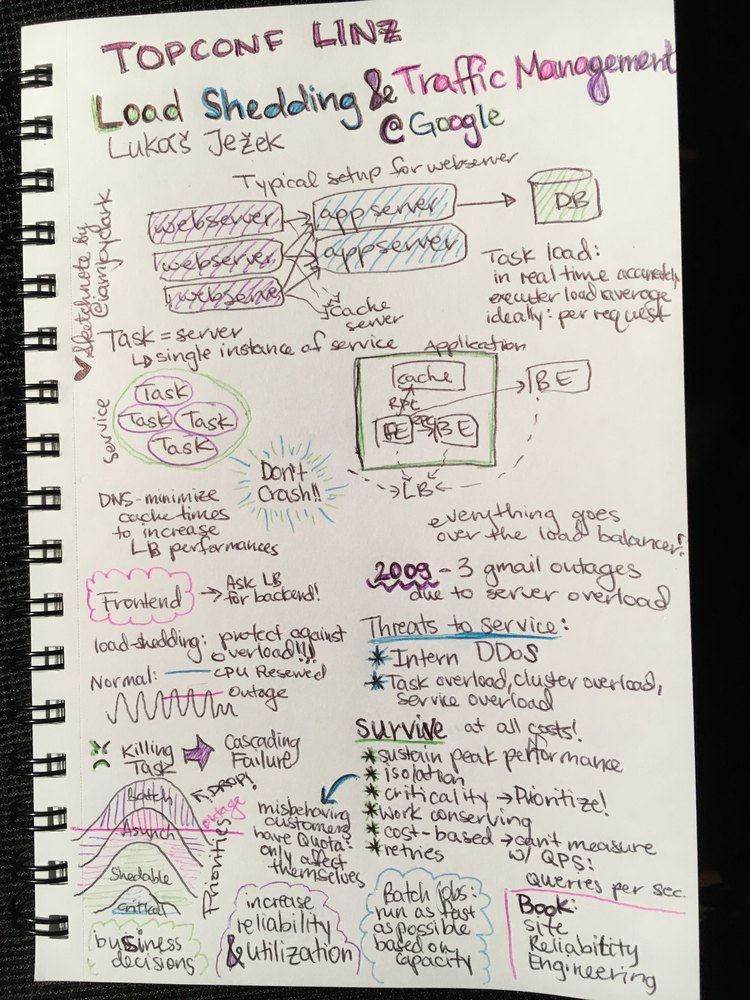 TOPCONF LINZ
Load Shedding & Traffic Management
@Google
Lukáš Ježek
Sketchnote by
@iamjoydark
Typical setup for webserver
webserver
webserver
webserver
appserver
appserver
DB
cache
server
Task load:
in real time accurately
executer load average
ideally: per request
Task = server
↳ single instance of service
Service
Task
Task Task
Task
Application
cache
RPC
FE
BE
BE
LB
Don't
Crash!!
DNS - minimize
cache times
to increase
LB performances
everything goes
over the load balancer!
Frontend → Ask LB
for backend!
2009 - 3 gmail outages
due to server overload
load-shedding: protect against
overload!!!
Normal: CPU Reserved
Outage
Threats to service:
* Intern DDoS
* Task overload, cluster overload,
service overload
Killing
Task
Cascading
Failure
Survive at all costs!
* sustain peak performance
* isolation
* criticality → Prioritize!
* work conserving
* cost-based → can't measure
w/ QPS:
Querries per sec.
* retries
misbehaving
customers
have Quota:
only affect
themselves
DROP!
outage
Batch
Asynch
Shedable
critical
Priorities
business
decisions
increase
reliability
& utilization
Batch jobs:
run as fast
as possible
based on
capacity
Book:
Site
Reliability
Engineering